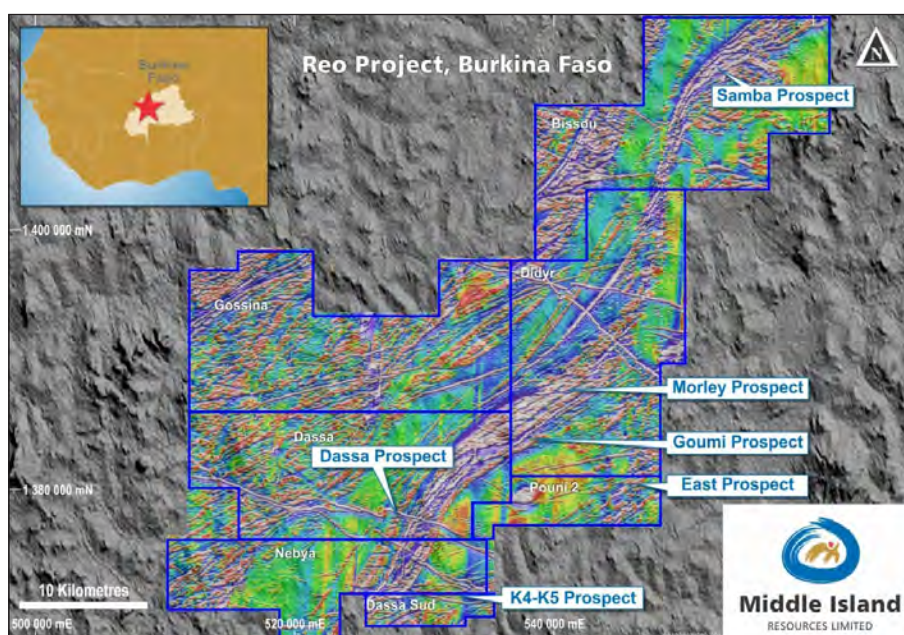 Burkina
Faso
Reo Project, Burkina Faso
N
Samba Prospect
Bissou
1 400 000 mN
Didyr
Gossina
Morley Prospect
Dassa
Goumi Prospect
Dassa Prospect
1 380 000 mN
Pouni 2
East Prospect
Nebya
K4-K5 Prospect
Dassa Sud
10 Kilometres
500 000 mE
520 000 mE
540 000 mE
Middle Island
RESOURCES LIMITED